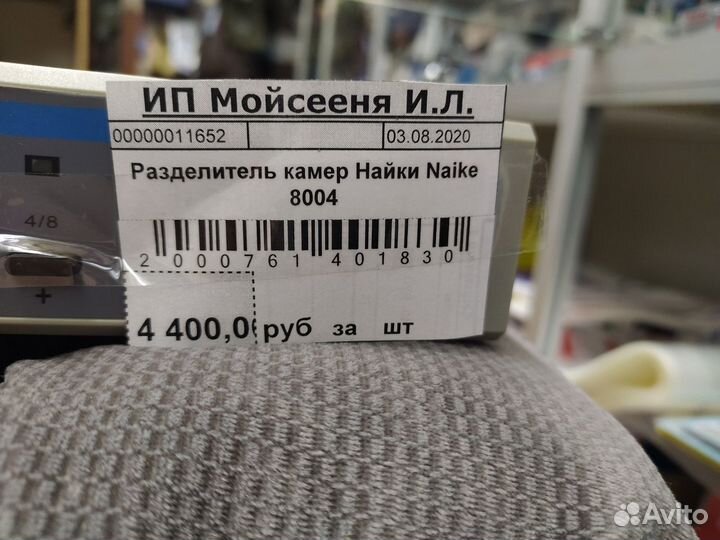 ИП Мойсееня И.Л.
00000011652 03.08.2020
Разделитель камер Найки Naike
8004
4/8
2 000761 401830
+
4 400,0 руб за шт
Avito